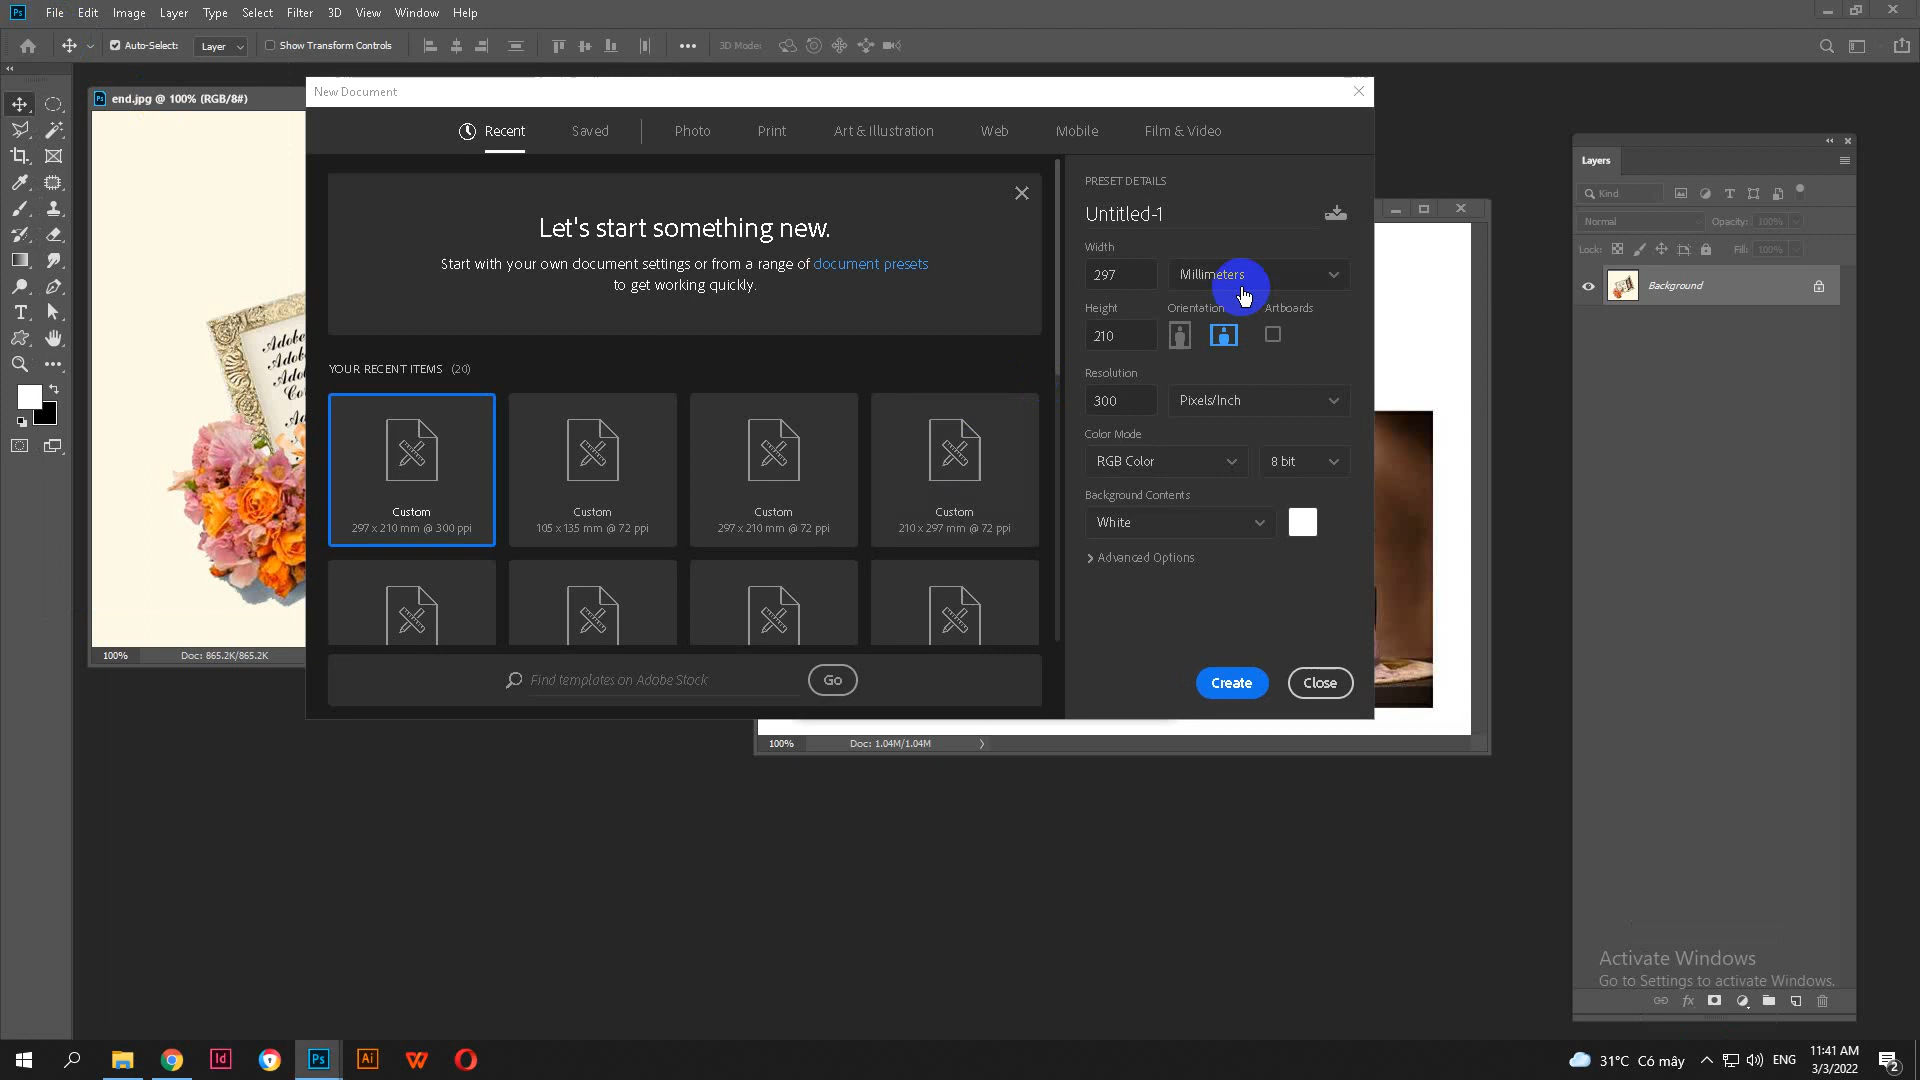 Ps File Edit Image Layer Type Select Filter 3D View Window Help
Auto-Select: Layer Show Transform Controls 3D Mode:
end.jpg @ 100% (RGB/8#)
New Document
Recent Saved Photo Print Art & Illustration Web Mobile Film & Video
Let's start something new.
Start with your own document settings or from a range of document presets
to get working quickly.
YOUR RECENT ITEMS (20)
Custom
297 x 210 mm @ 300 ppi
Custom
105 x 135 mm @ 72 ppi
Custom
297 x 210 mm @ 72 ppi
Custom
210 x 297 mm @ 72 ppi
Find templates on Adobe Stock Go
PRESET DETAILS
Untitled-1
Width
297 Millimeters
Height Orientation Artboards
210
Resolution
300 Pixels/Inch
Color Mode
RGB Color 8 bit
Background Contents
White
Advanced Options
Create Close
Layers
Kind
Normal Opacity: 100%
Lock: Fill: 100%
Background
100% Doc: 865.2K/865.2K
100% Doc: 1.04M/1.04M
Activate Windows
Go to Settings to activate Windows.
fx
Id Ps Ai
31°C Có mây ENG
11:41 AM
3/3/2022
2